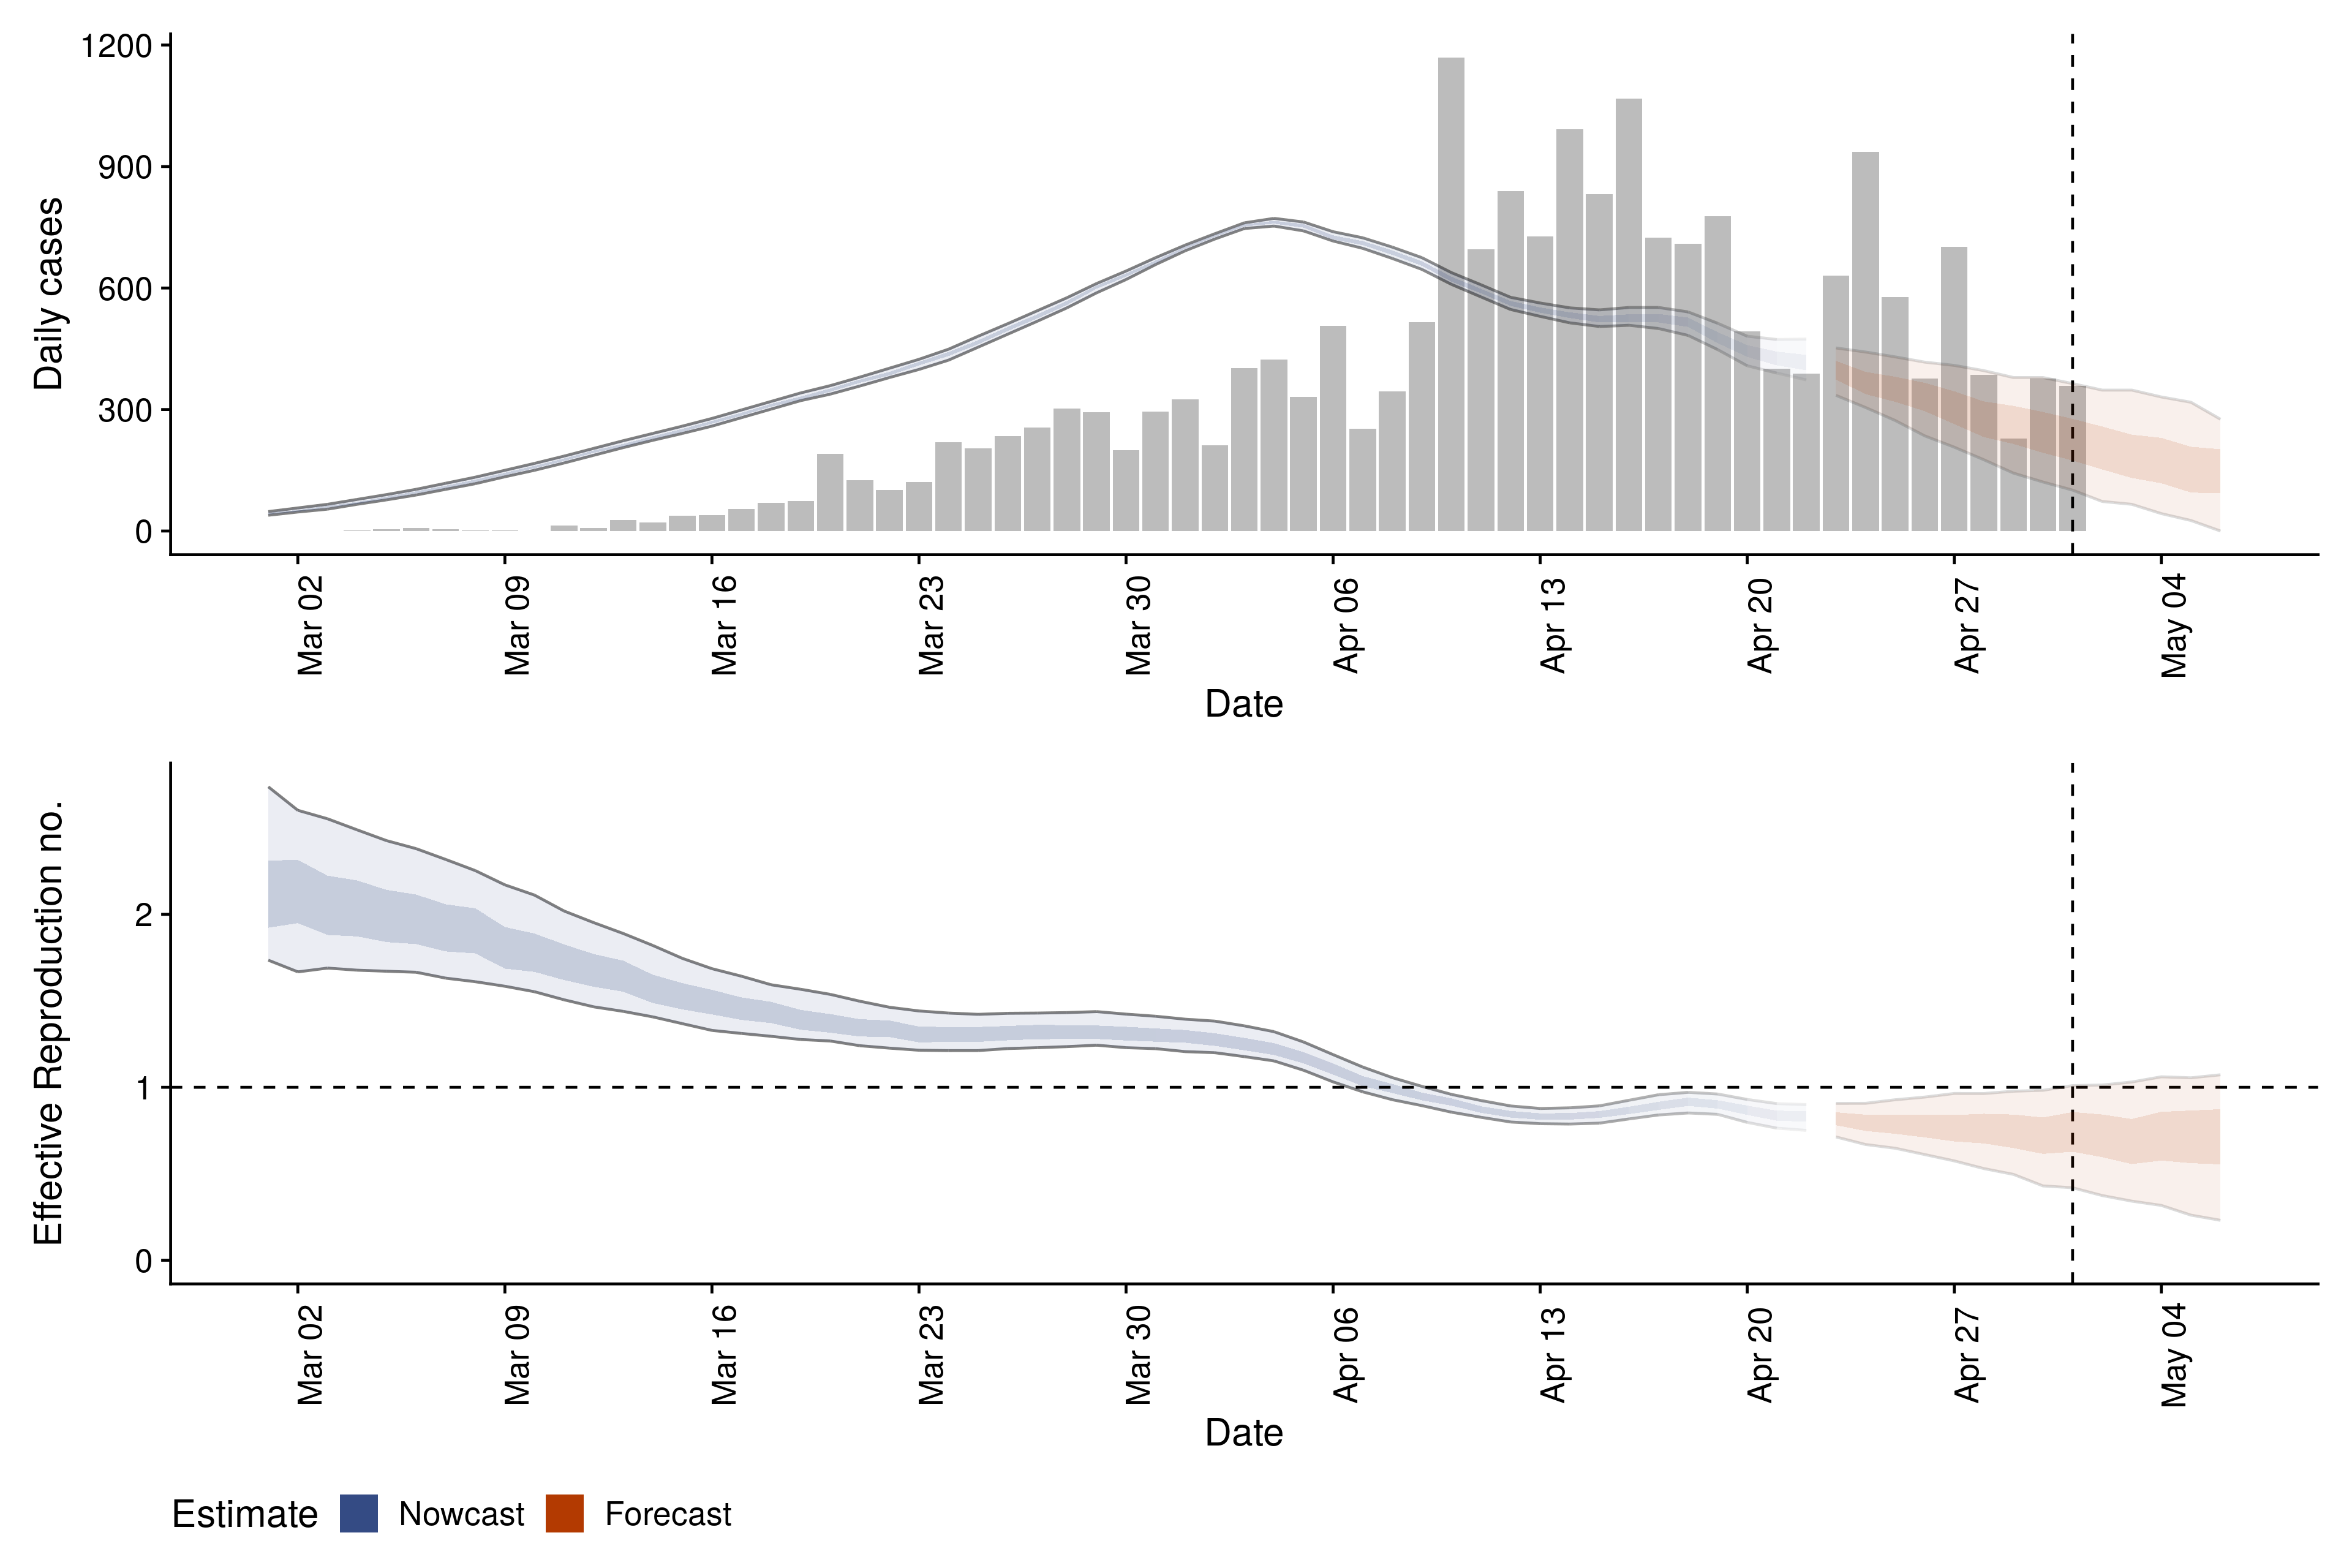 1200
900
600
300
0
Daily cases
Mar 02
Mar 09
Mar 16
Mar 23
Mar 30
Apr 06
Apr 13
Apr 20
Apr 27
May 04
Date
2
1
0
Effective Reproduction no.
Mar 02
Mar 09
Mar 16
Mar 23
Mar 30
Apr 06
Apr 13
Apr 20
Apr 27
May 04
Date
Estimate Nowcast Forecast